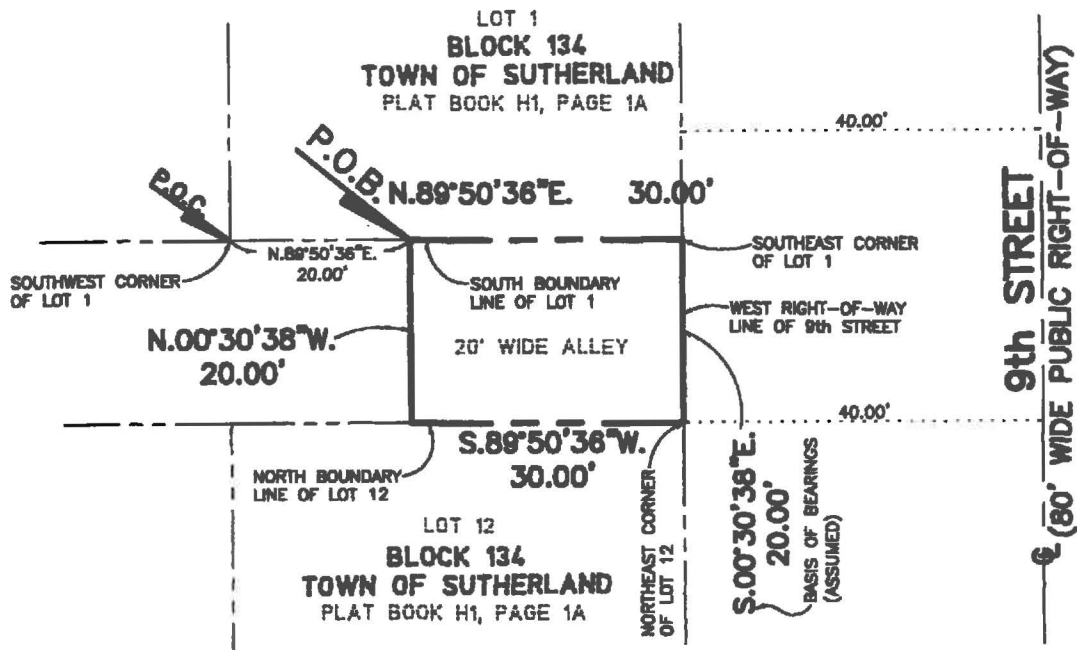 LOT 1
BLOCK 134
TOWN OF SUTHERLAND
PLAT BOOK H1, PAGE 1A
40.00'
P.O.C.
P.O.B.
N.89°50'36"E. 30.00'
N.89°50'36"E.
20.00'
SOUTHWEST CORNER
OF LOT 1
SOUTH BOUNDARY
LINE OF LOT 1
SOUTHEAST CORNER
OF LOT 1
WEST RIGHT-OF-WAY
LINE OF 9th STREET
N.00°30'38"W.
20.00'
20' WIDE ALLEY
9th STREET
℄ (80' WIDE PUBLIC RIGHT-OF-WAY)
40.00'
S.89°50'36"W.
30.00'
NORTH BOUNDARY
LINE OF LOT 12
NORTHEAST CORNER
OF LOT 12
S.00°30'38"E.
20.00'
BASIS OF BEARINGS
(ASSUMED)
LOT 12
BLOCK 134
TOWN OF SUTHERLAND
PLAT BOOK H1, PAGE 1A